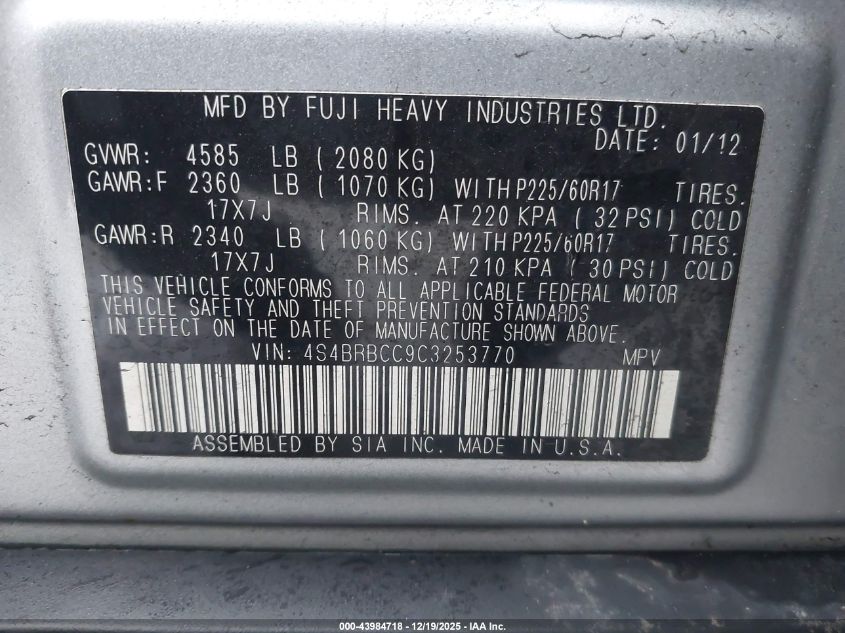 MFD BY FUJI HEAVY INDUSTRIES LTD.
DATE: 01/12
GVWR: 4585 LB ( 2080 KG)
GAWR:F 2360 LB ( 1070 KG) WITH P225/60R17 TIRES.
17X7J RIMS. AT 220 KPA ( 32 PSI) COLD
GAWR:R 2340 LB ( 1060 KG) WITH P225/60R17 TIRES.
17X7J RIMS. AT 210 KPA ( 30 PSI) COLD
THIS VEHICLE CONFORMS TO ALL APPLICABLE FEDERAL MOTOR
VEHICLE SAFETY AND THEFT PREVENTION STANDARDS
IN EFFECT ON THE DATE OF MANUFACTURE SHOWN ABOVE.
VIN: 4S4BRBCC9C3253770 MPV
ASSEMBLED BY SIA INC. MADE IN U.S.A.
000-43984718 - 12/19/2025 - IAA Inc.